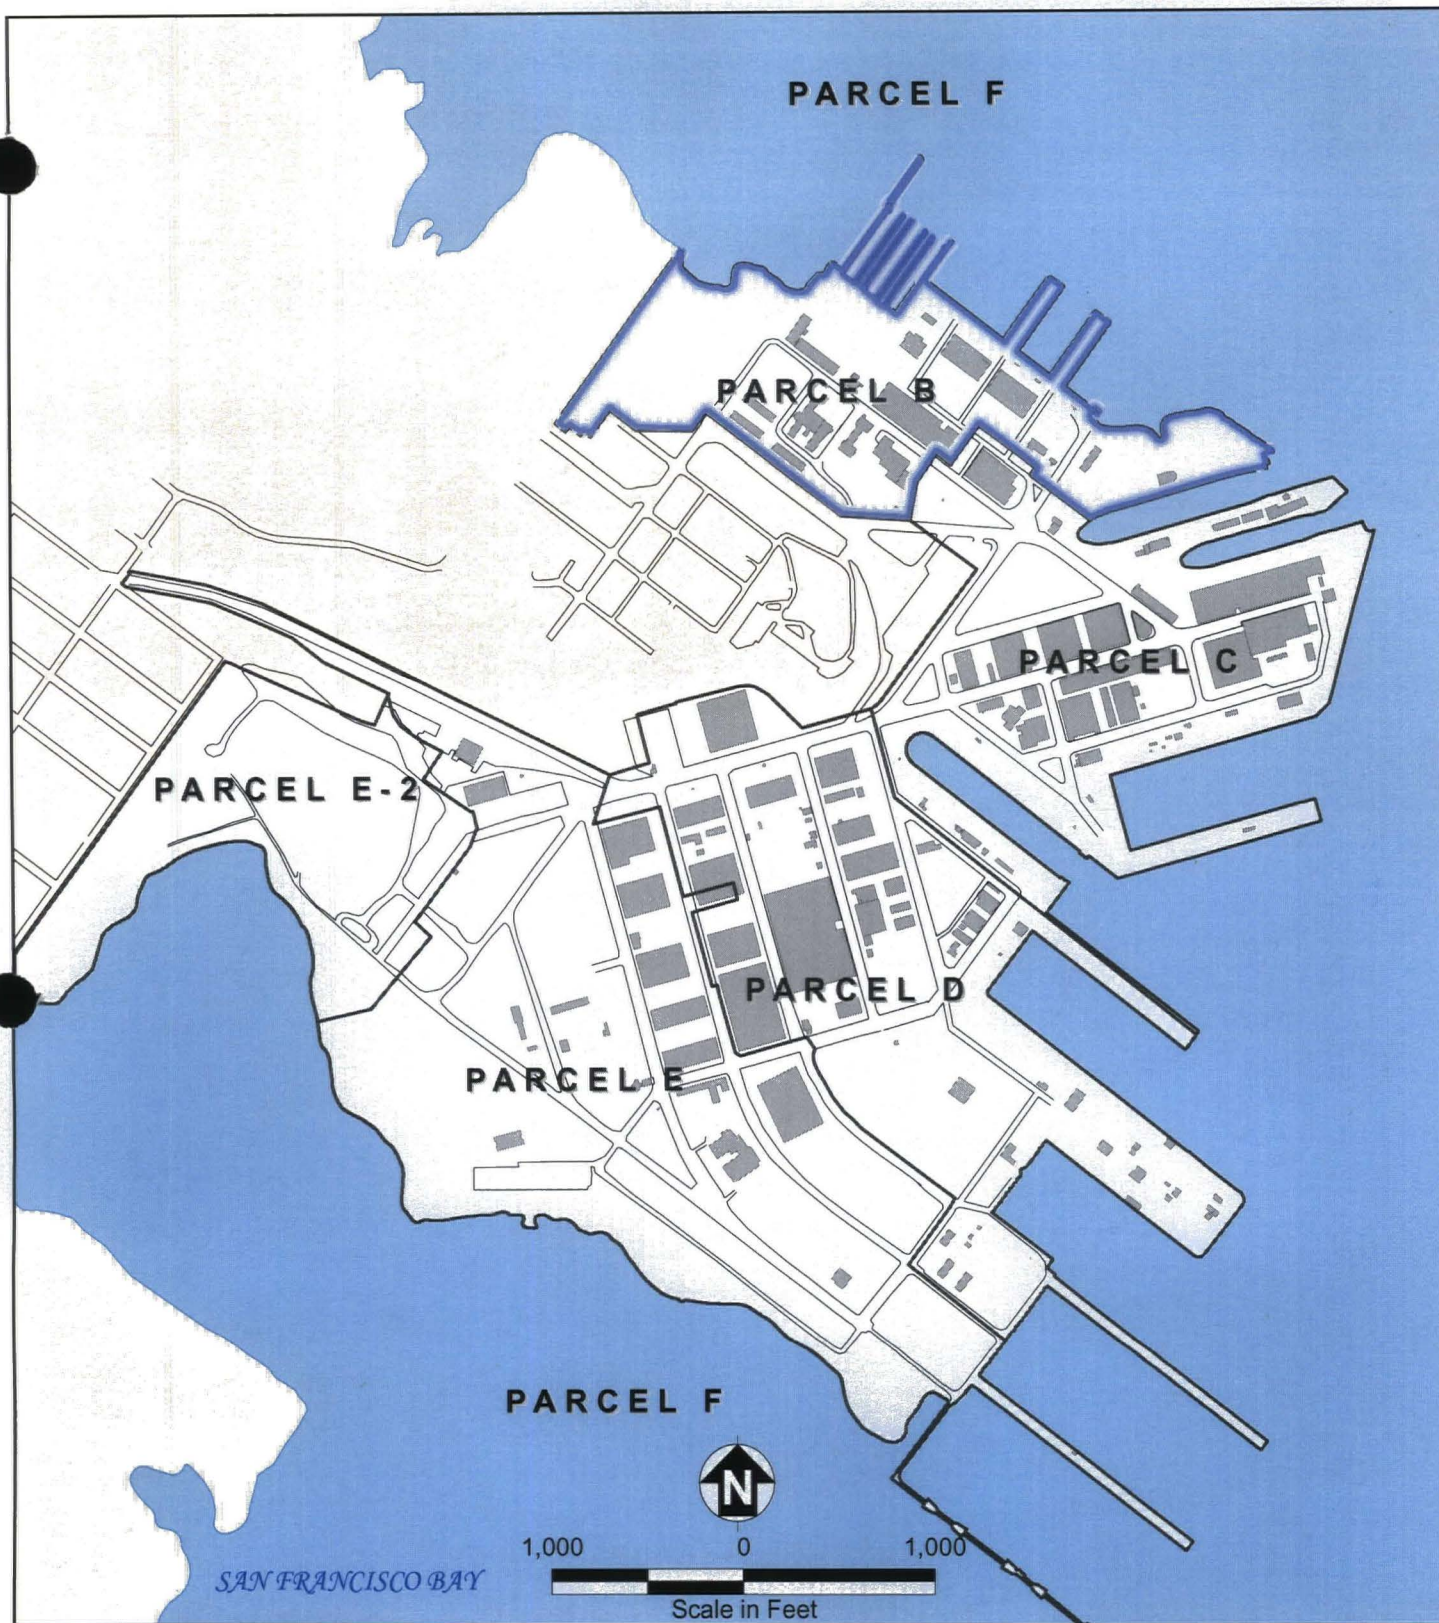 PARCEL F
PARCEL B
PARCEL C
PARCEL E-2
PARCEL D
PARCEL E
PARCEL F
N
1,000 0 1,000
SAN FRANCISCO BAY
Scale in Feet